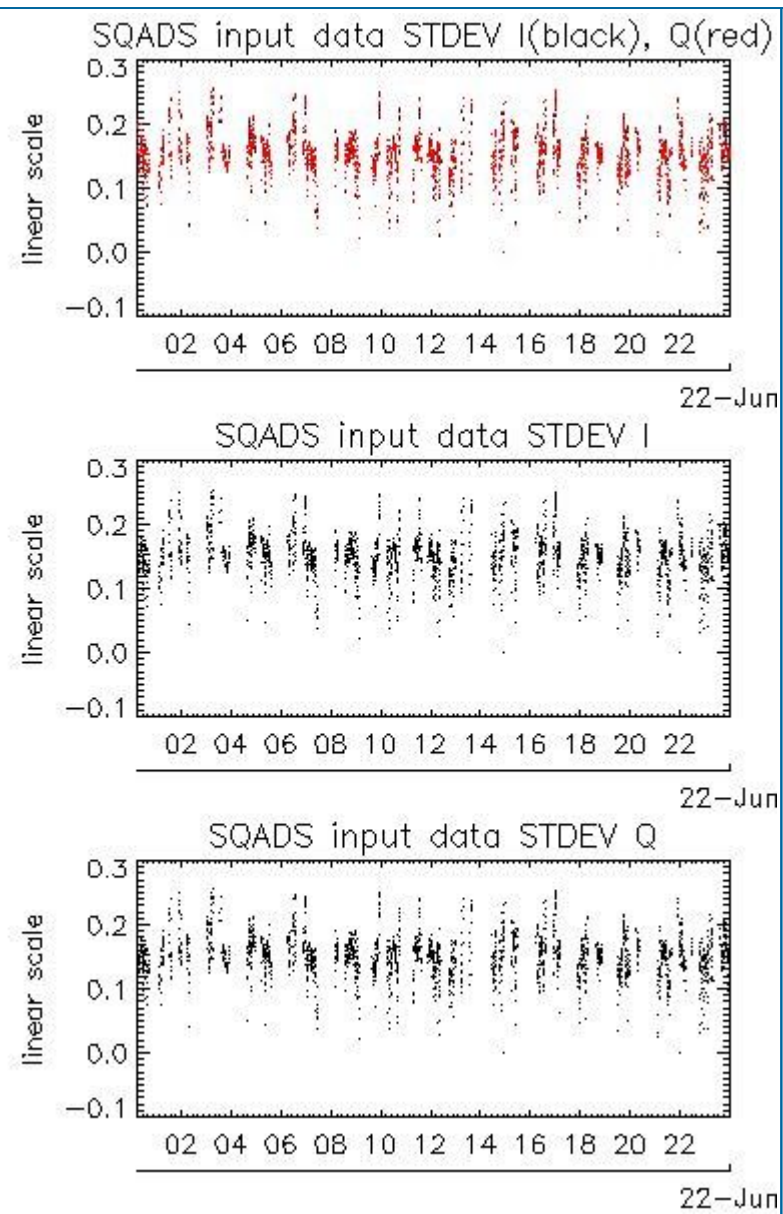 SQADS input data STDEV I(black), Q(red)
linear scale
0.3
0.2
0.1
0.0
−0.1
02 04 06 08 10 12 14 16 18 20 22
22−Jun
SQADS input data STDEV I
linear scale
0.3
0.2
0.1
0.0
−0.1
02 04 06 08 10 12 14 16 18 20 22
22−Jun
SQADS input data STDEV Q
linear scale
0.3
0.2
0.1
0.0
−0.1
02 04 06 08 10 12 14 16 18 20 22
22−Jun